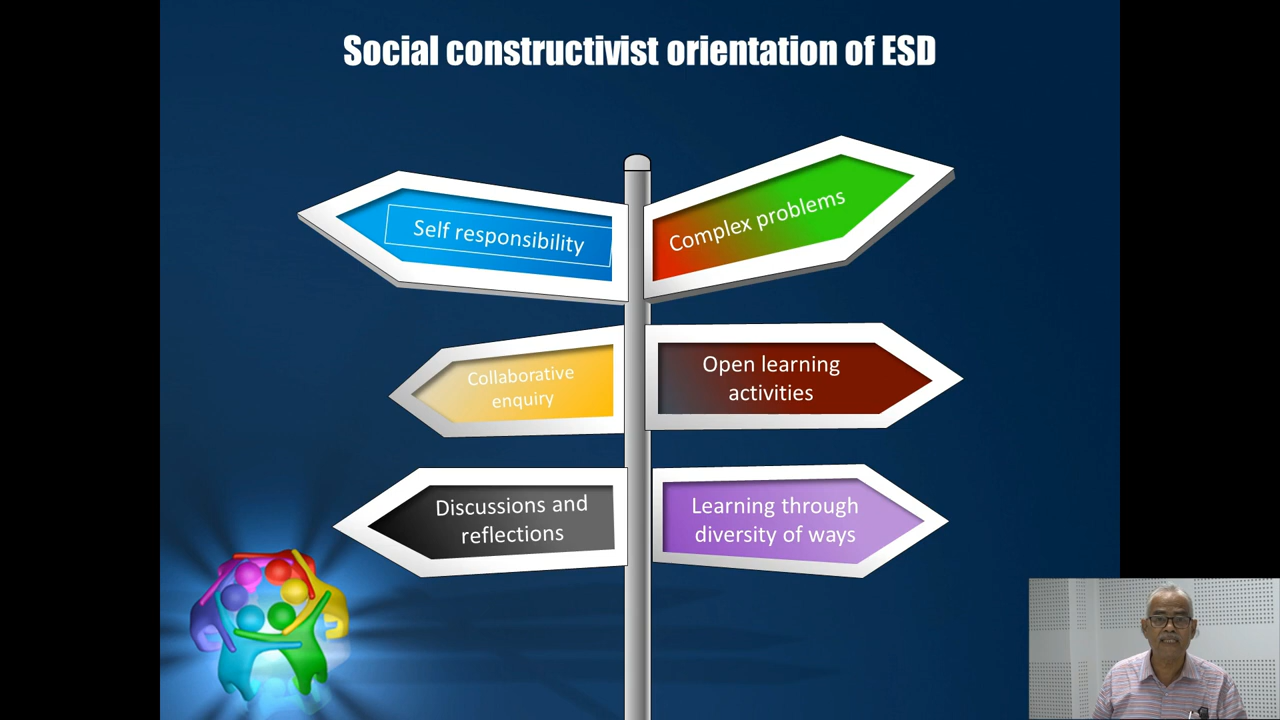 Social constructivist orientation of ESD
Self responsibility
Complex problems
Collaborative
enquiry
Open learning
activities
Discussions and
reflections
Learning through
diversity of ways